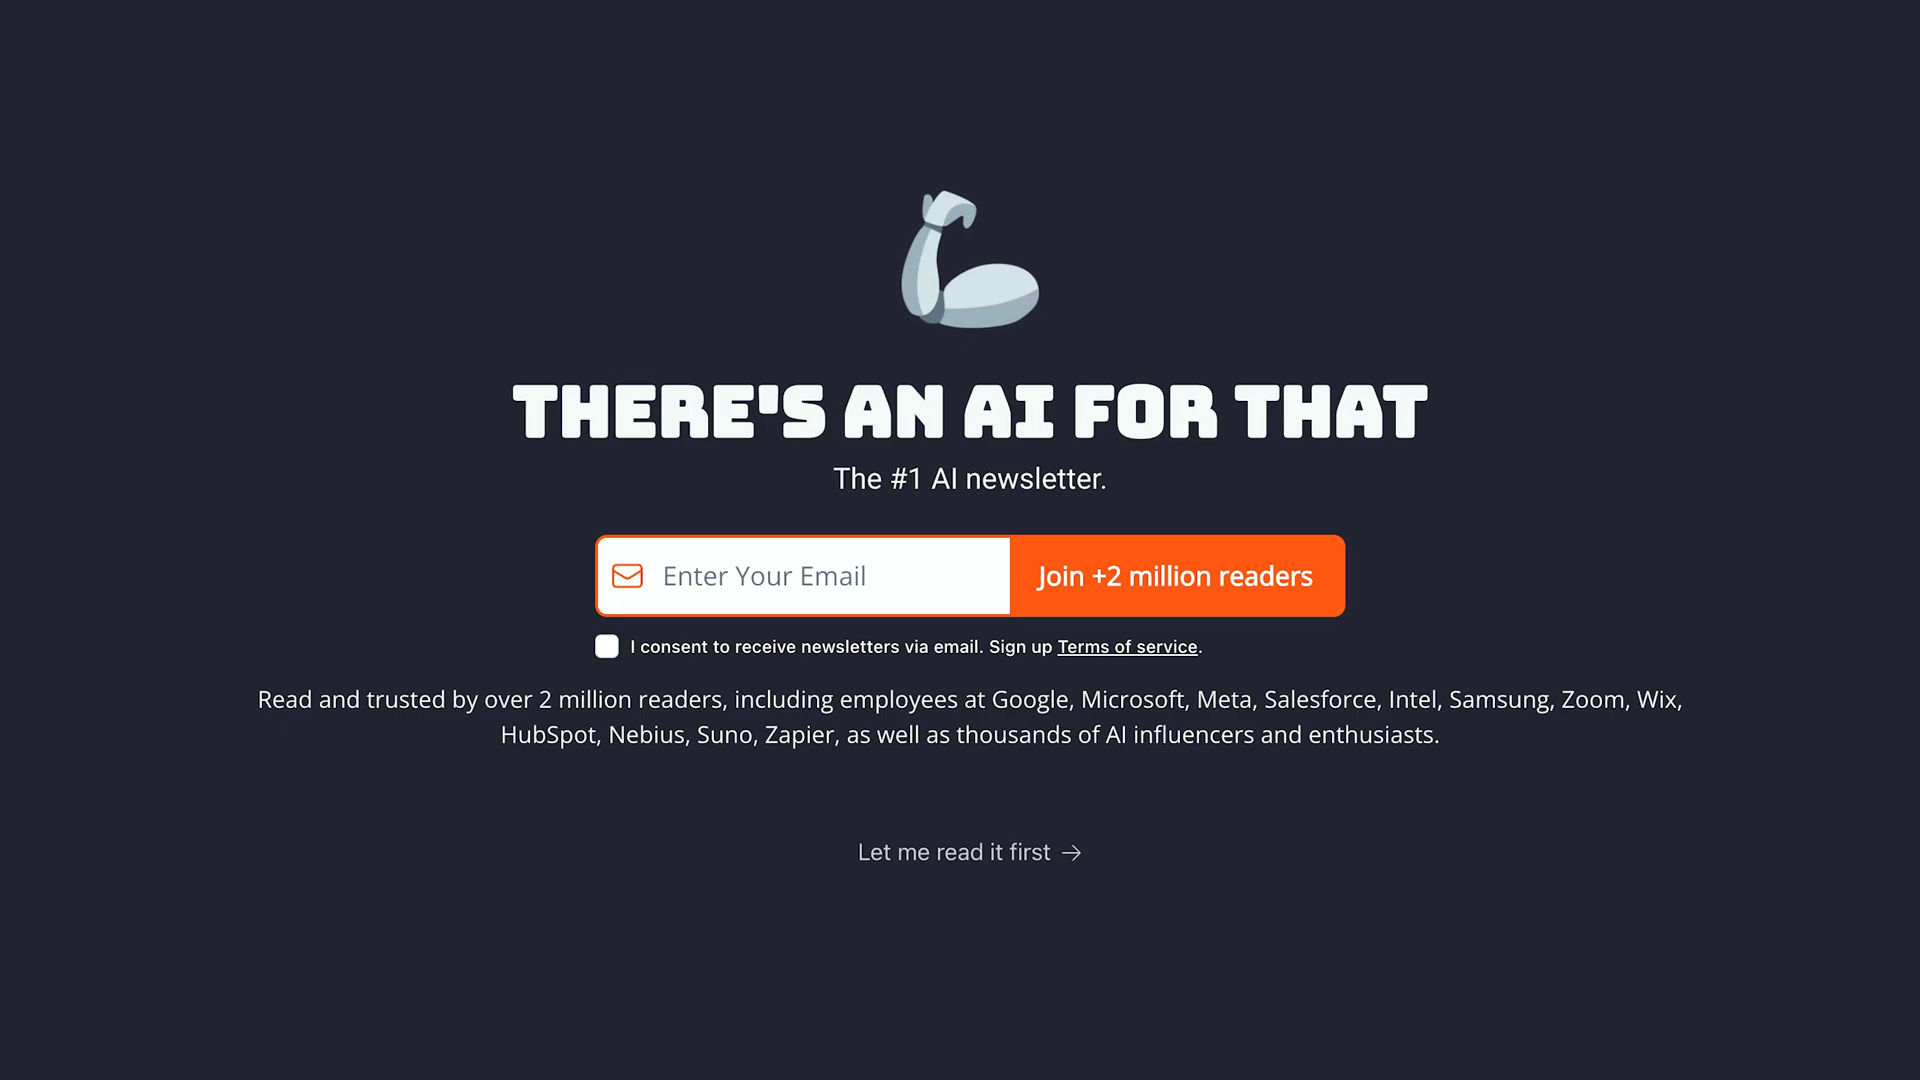 THERE'S AN AI FOR THAT
The #1 AI newsletter.
Enter Your Email
Join +2 million readers
I consent to receive newsletters via email. Sign up Terms of service.
Read and trusted by over 2 million readers, including employees at Google, Microsoft, Meta, Salesforce, Intel, Samsung, Zoom, Wix,
HubSpot, Nebius, Suno, Zapier, as well as thousands of AI influencers and enthusiasts.
Let me read it first →